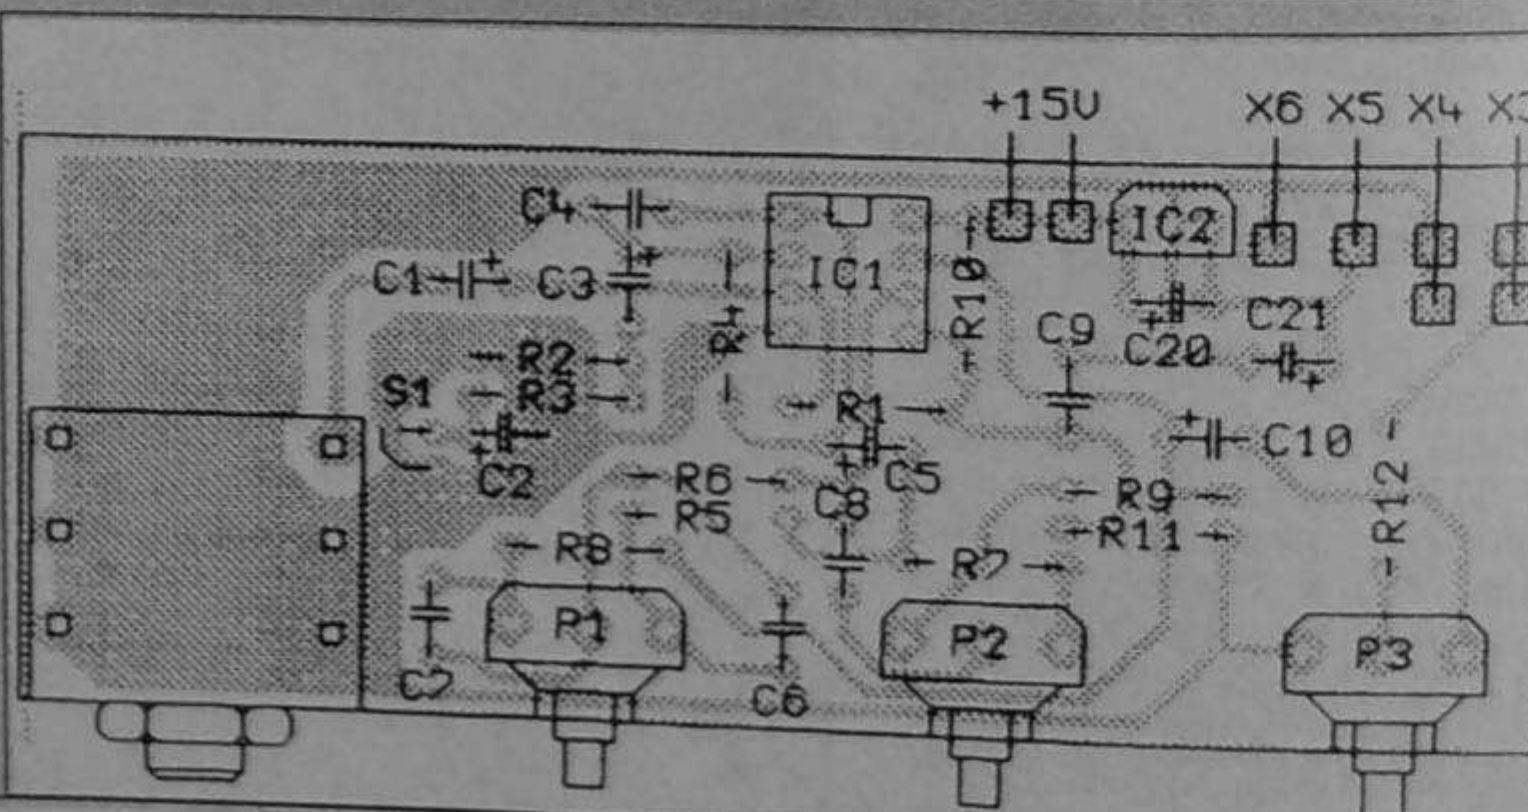 +15V X6 X5 X4
C4 IC2
C1 C3 IC1 R10
C21
R4 C9 C20
R2
S1 R3 R1
C10
C2 R6 C5
R5 C8 R9 R12
R8 R7 R11
P1 P2 P3
C7 C6